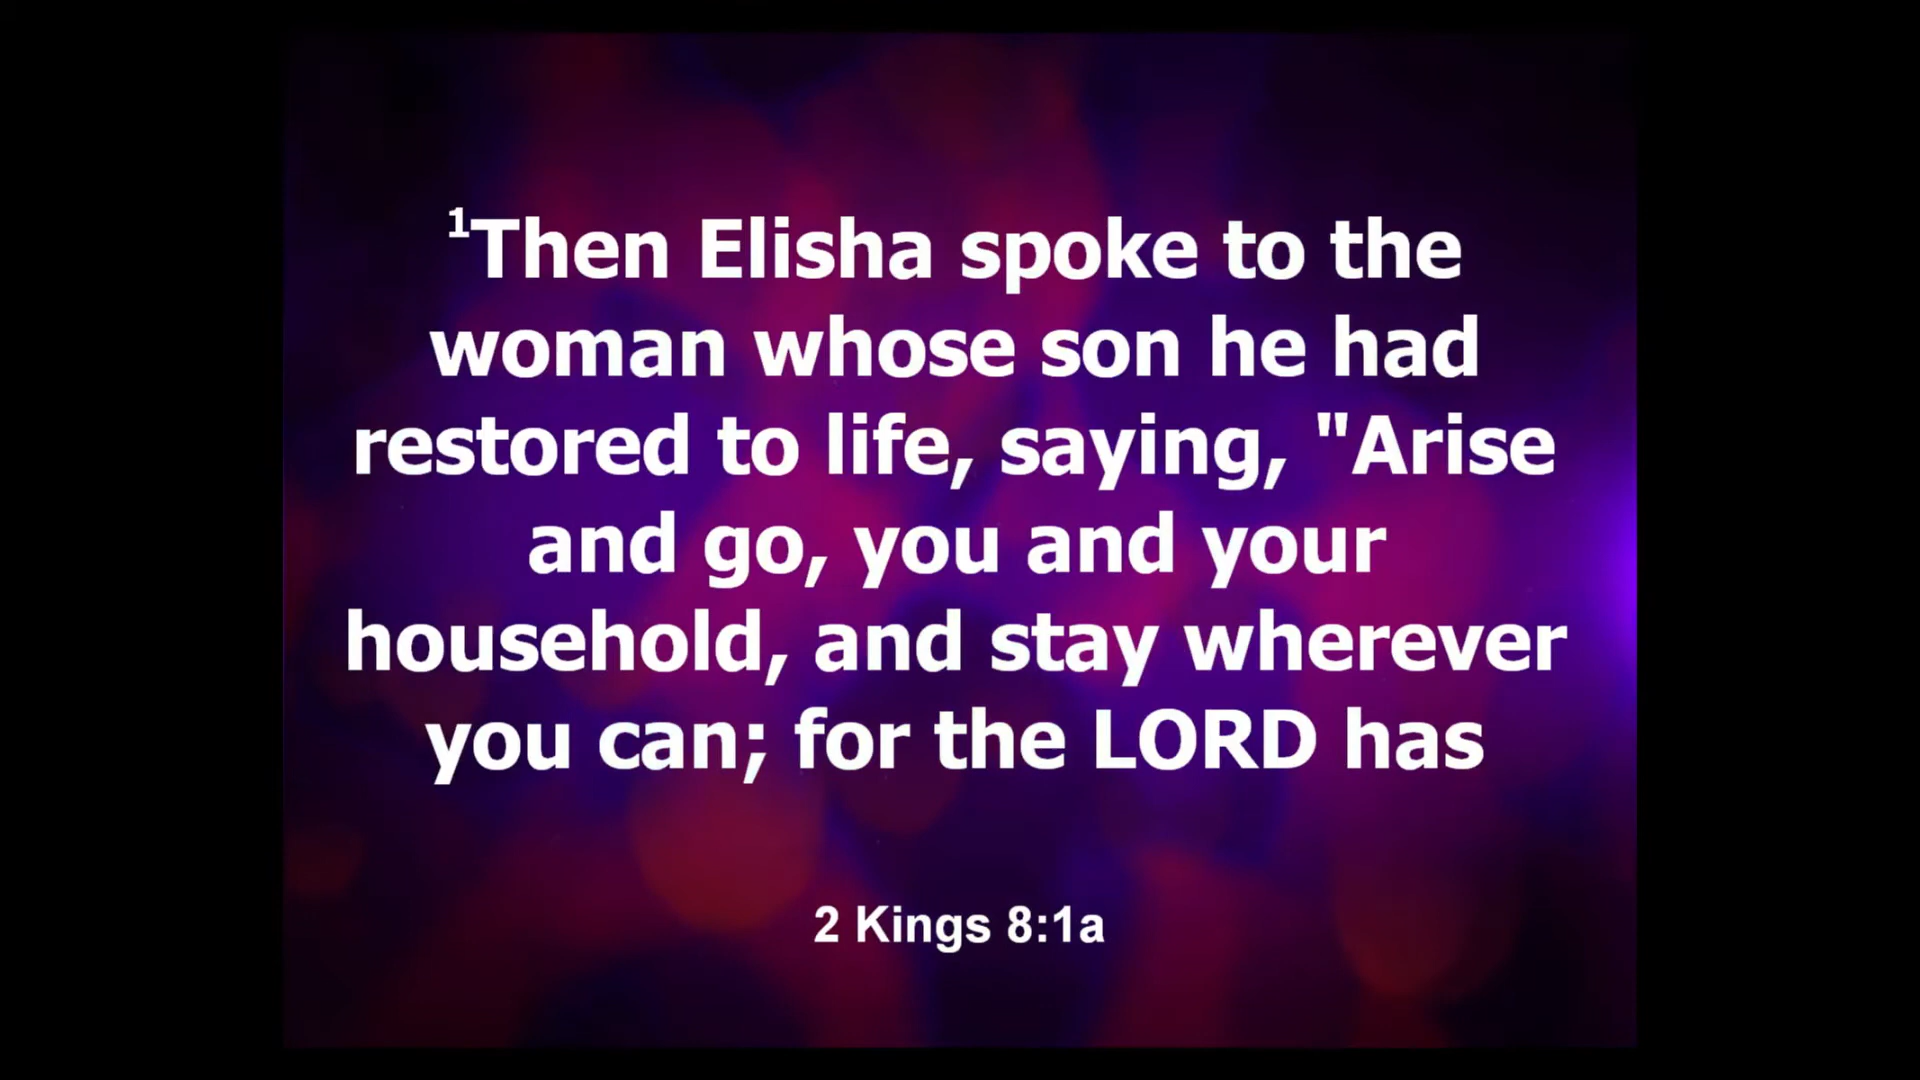 1Then Elisha spoke to the
woman whose son he had
restored to life, saying, "Arise
and go, you and your
household, and stay wherever
you can; for the LORD has
2 Kings 8:1a